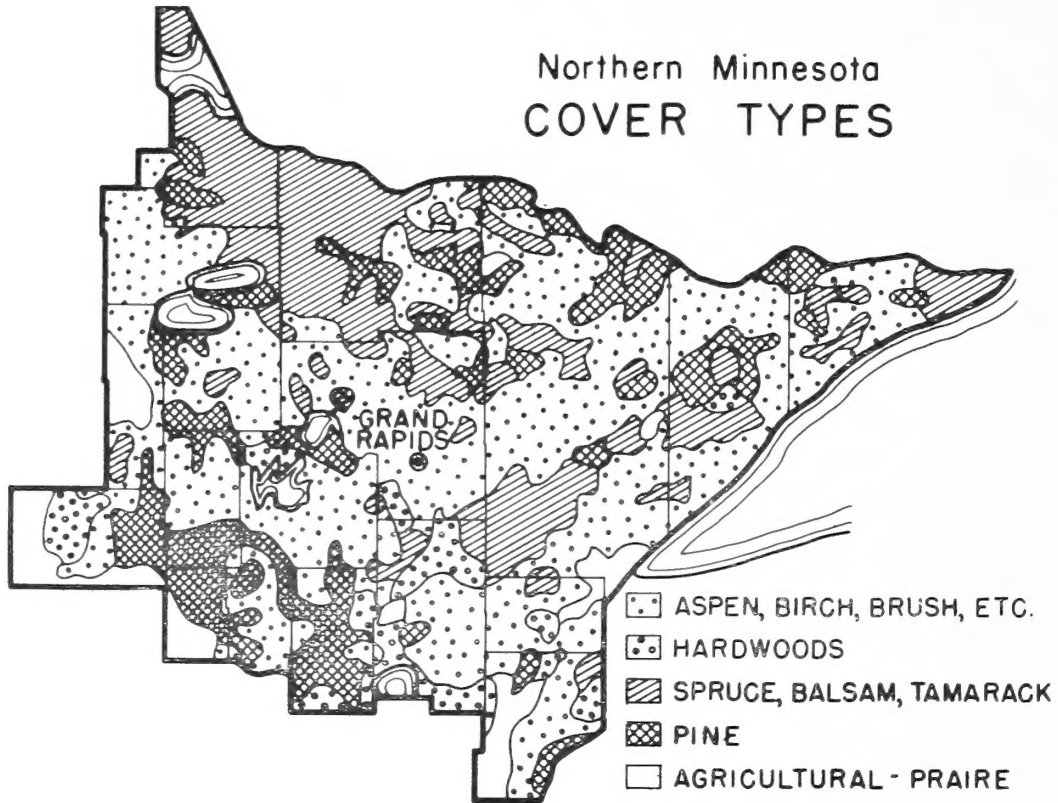 Northern Minnesota
COVER TYPES
GRAND
RAPIDS
ASPEN, BIRCH, BRUSH, ETC.
HARDWOODS
SPRUCE, BALSAM, TAMARACK
PINE
AGRICULTURAL - PRAIRE